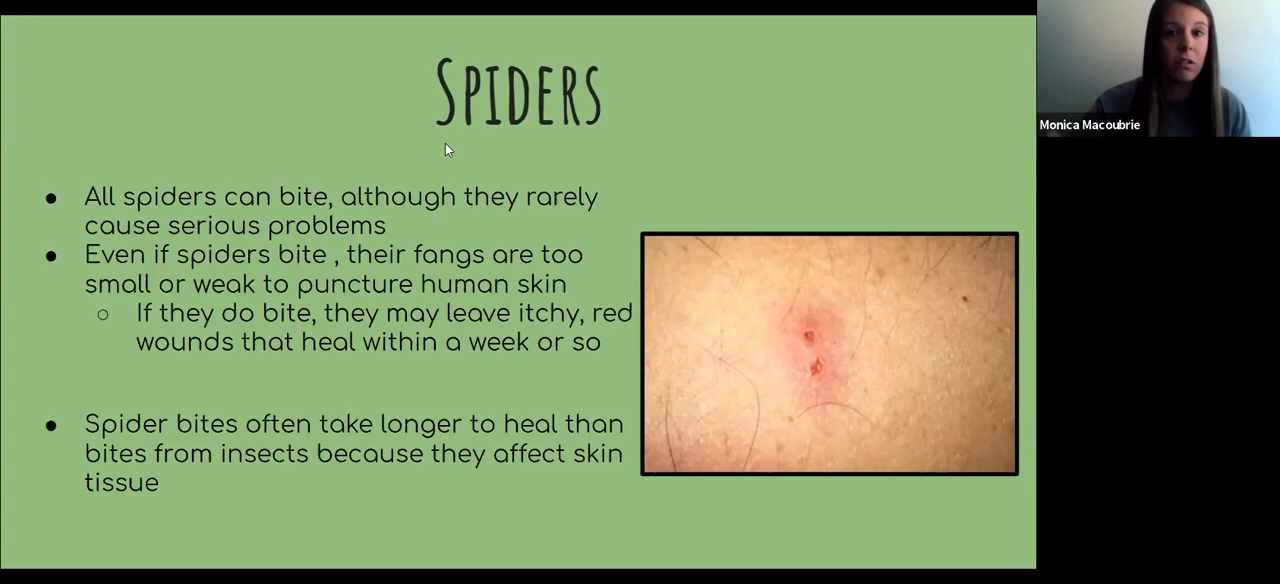 SPIDERS
● All spiders can bite, although they rarely
cause serious problems
● Even if spiders bite , their fangs are too
small or weak to puncture human skin
○ If they do bite, they may leave itchy, red
wounds that heal within a week or so
● Spider bites often take longer to heal than
bites from insects because they affect skin
tissue
Monica Macoubrie